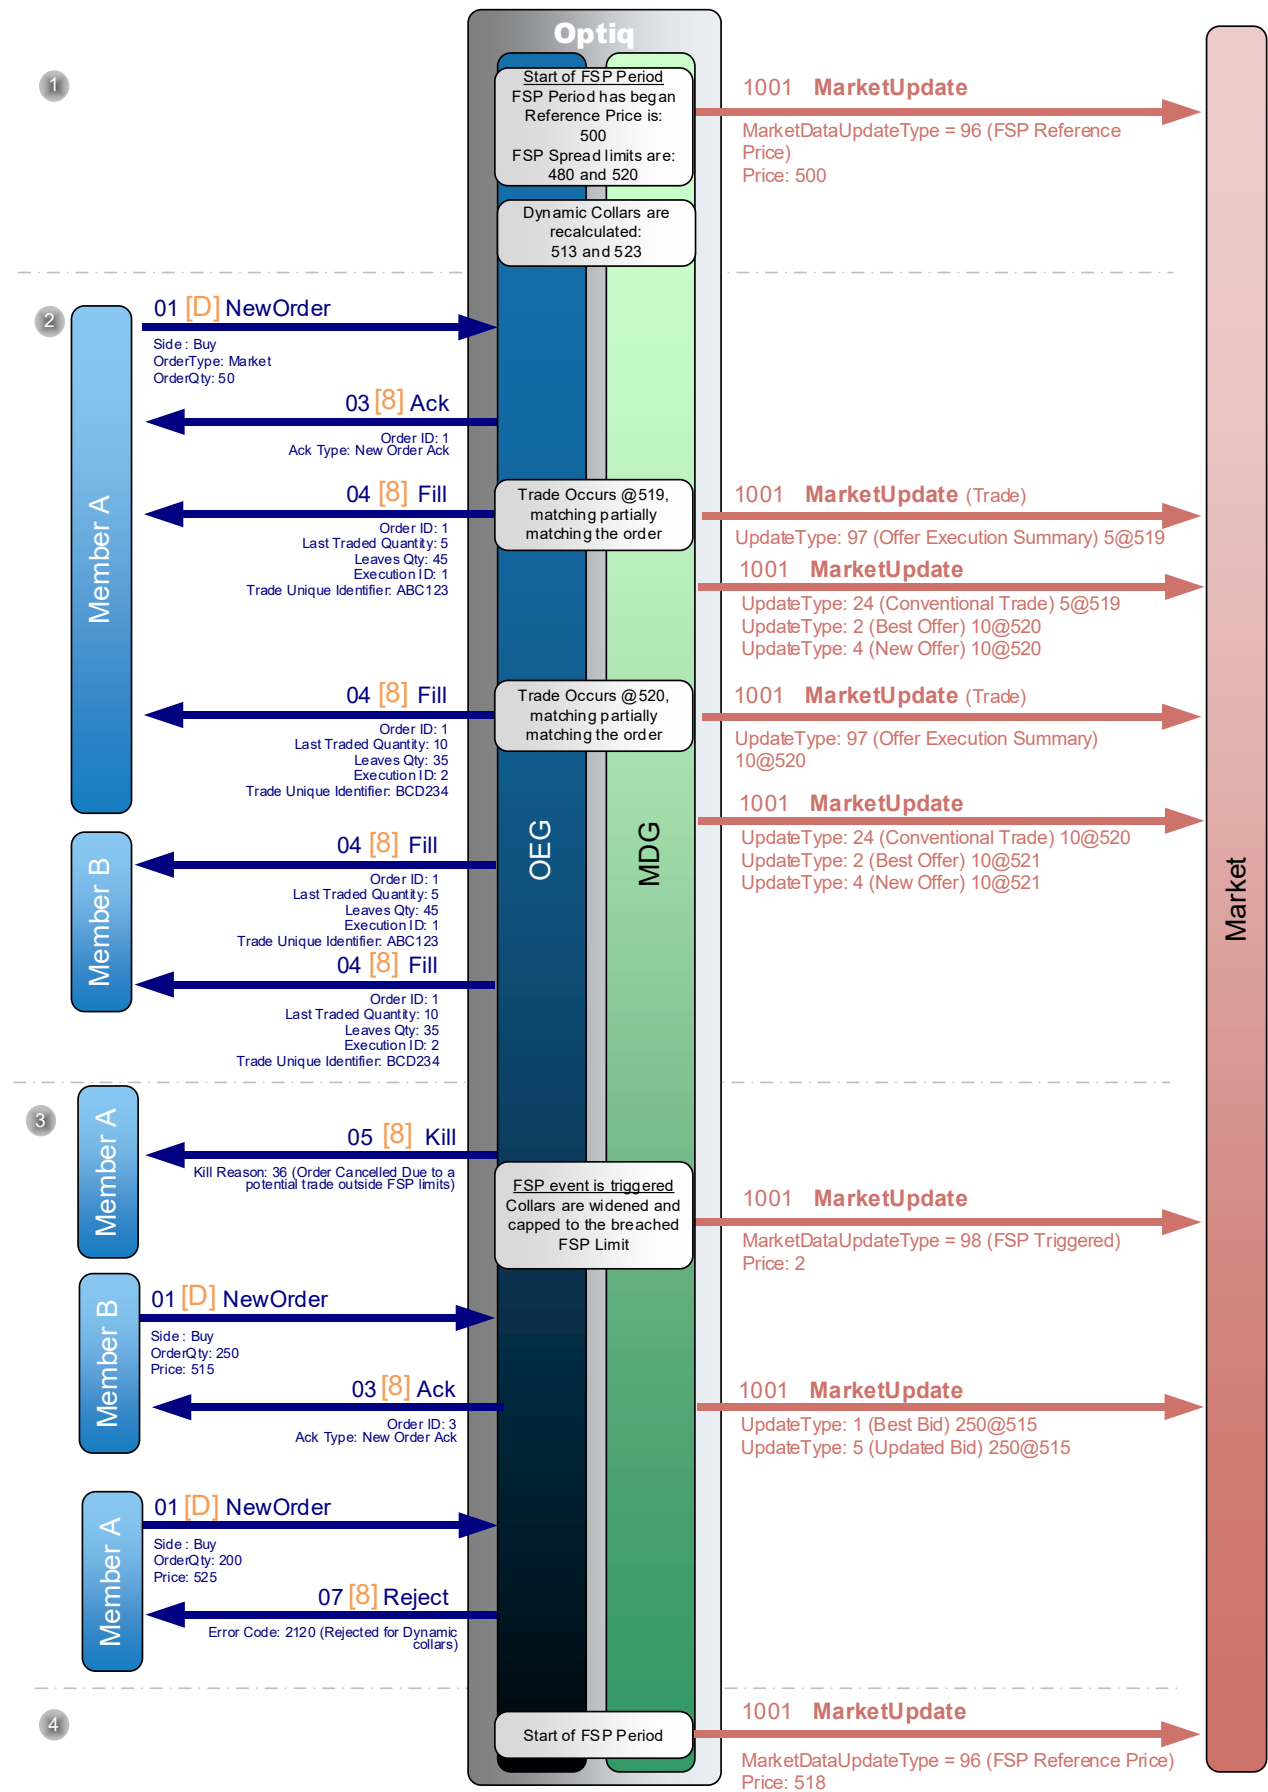 Optiq
1
Start of FSP Period
FSP Period has began
Reference Price is:
500
FSP Spread limits are:
480 and 520
1001 MarketUpdate
MarketDataUpdateType = 96 (FSP Reference
Price)
Price: 500
Dynamic Collars are
recalculated:
513 and 523
2
Member A
01 [D] NewOrder
Side : Buy
OrderType: Market
OrderQty: 50
03 [8] Ack
Order ID: 1
Ack Type: New Order Ack
04 [8] Fill
Order ID: 1
Last Traded Quantity: 5
Leaves Qty: 45
Execution ID: 1
Trade Unique Identifier: ABC123
Trade Occurs @519,
matching partially
matching the order
1001 MarketUpdate (Trade)
UpdateType: 97 (Offer Execution Summary) 5@519
1001 MarketUpdate
UpdateType: 24 (Conventional Trade) 5@519
UpdateType: 2 (Best Offer) 10@520
UpdateType: 4 (New Offer) 10@520
04 [8] Fill
Order ID: 1
Last Traded Quantity: 10
Leaves Qty: 35
Execution ID: 2
Trade Unique Identifier: BCD234
Trade Occurs @520,
matching partially
matching the order
1001 MarketUpdate (Trade)
UpdateType: 97 (Offer Execution Summary)
10@520
1001 MarketUpdate
UpdateType: 24 (Conventional Trade) 10@520
UpdateType: 2 (Best Offer) 10@521
UpdateType: 4 (New Offer) 10@521
OEG
MDG
Market
Member B
04 [8] Fill
Order ID: 1
Last Traded Quantity: 5
Leaves Qty: 45
Execution ID: 1
Trade Unique Identifier: ABC123
04 [8] Fill
Order ID: 1
Last Traded Quantity: 10
Leaves Qty: 35
Execution ID: 2
Trade Unique Identifier: BCD234
3
Member A
05 [8] Kill
Kill Reason: 36 (Order Cancelled Due to a
potential trade outside FSP limits)
FSP event is triggered
Collars are widened and
capped to the breached
FSP Limit
1001 MarketUpdate
MarketDataUpdateType = 98 (FSP Triggered)
Price: 2
Member B
01 [D] NewOrder
Side : Buy
OrderQty: 250
Price: 515
03 [8] Ack
Order ID: 3
Ack Type: New Order Ack
1001 MarketUpdate
UpdateType: 1 (Best Bid) 250@515
UpdateType: 5 (Updated Bid) 250@515
Member A
01 [D] NewOrder
Side : Buy
OrderQty: 200
Price: 525
07 [8] Reject
Error Code: 2120 (Rejected for Dynamic
collars)
4
Start of FSP Period
1001 MarketUpdate
MarketDataUpdateType = 96 (FSP Reference Price)
Price: 518